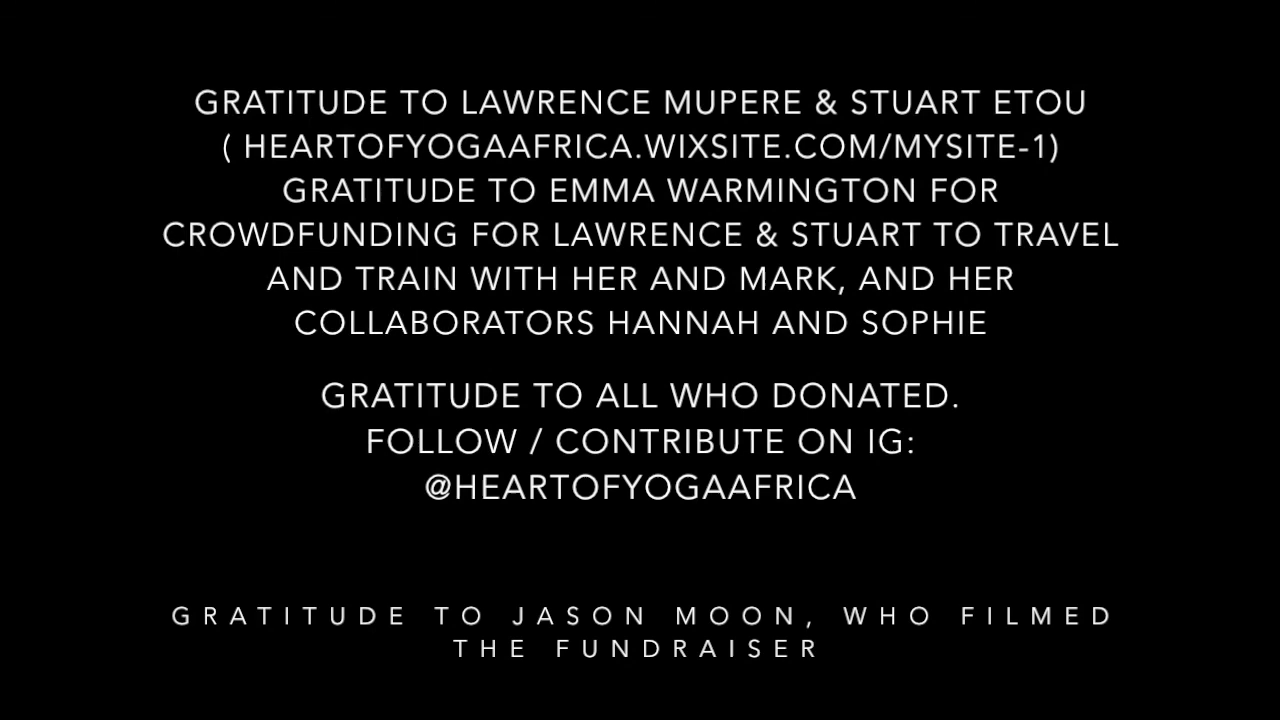 GRATITUDE TO LAWRENCE MUPERE & STUART ETOU
( HEARTOFYOGAAFRICA.WIXSITE.COM/MYSITE-1)
GRATITUDE TO EMMA WARMINGTON FOR
CROWDFUNDING FOR LAWRENCE & STUART TO TRAVEL
AND TRAIN WITH HER AND MARK, AND HER
COLLABORATORS HANNAH AND SOPHIE
GRATITUDE TO ALL WHO DONATED.
FOLLOW / CONTRIBUTE ON IG:
@HEARTOFYOGAAFRICA
GRATITUDE TO JASON MOON, WHO FILMED
THE FUNDRAISER